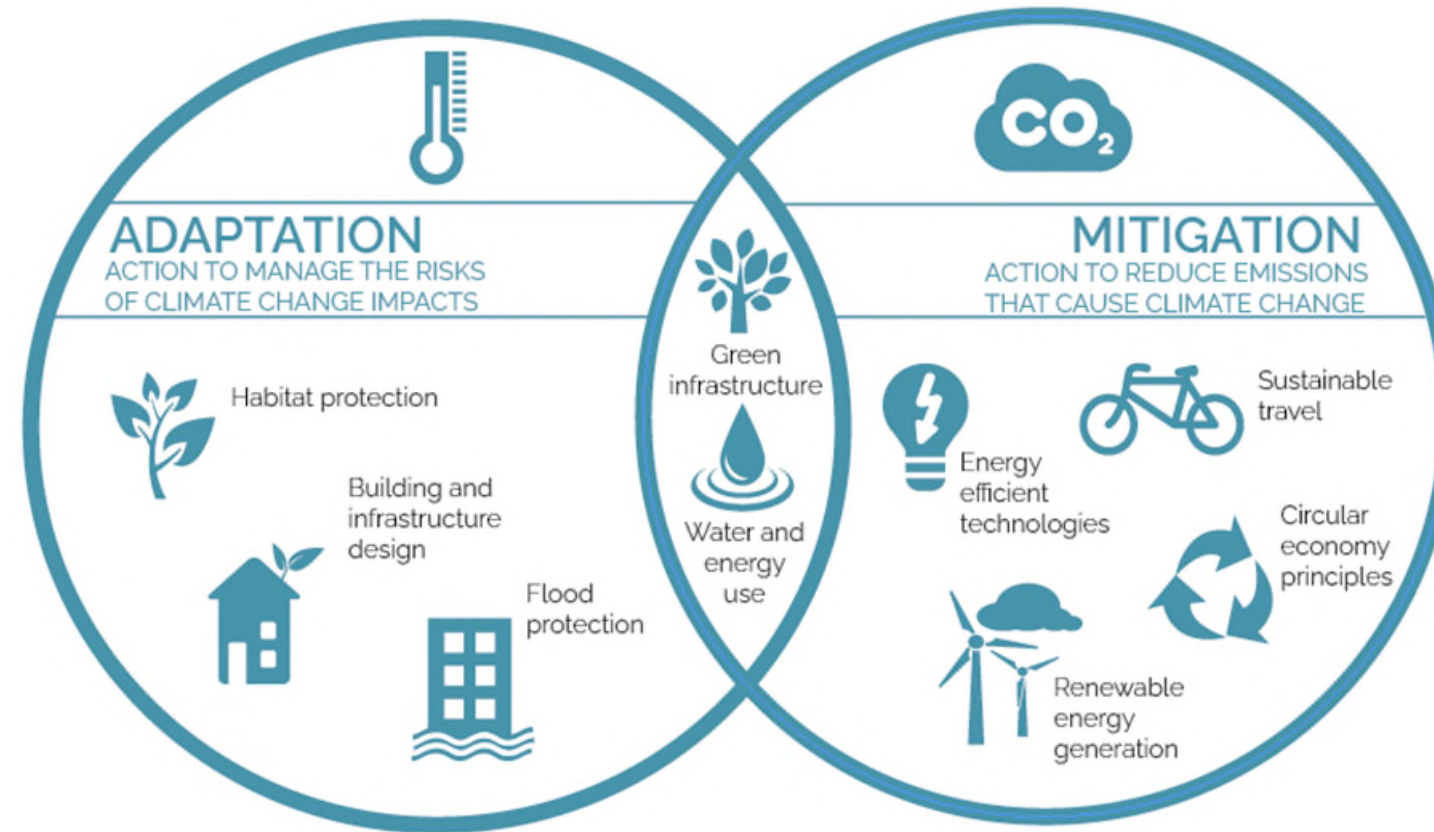 CO2
ADAPTATION
ACTION TO MANAGE THE RISKS
OF CLIMATE CHANGE IMPACTS
MITIGATION
ACTION TO REDUCE EMISSIONS
THAT CAUSE CLIMATE CHANGE
Habitat protection
Building and
infrastructure
design
Flood
protection
Green
infrastructure
Water and
energy
use
Energy
efficient
technologies
Sustainable
travel
Circular
economy
principles
Renewable
energy
generation